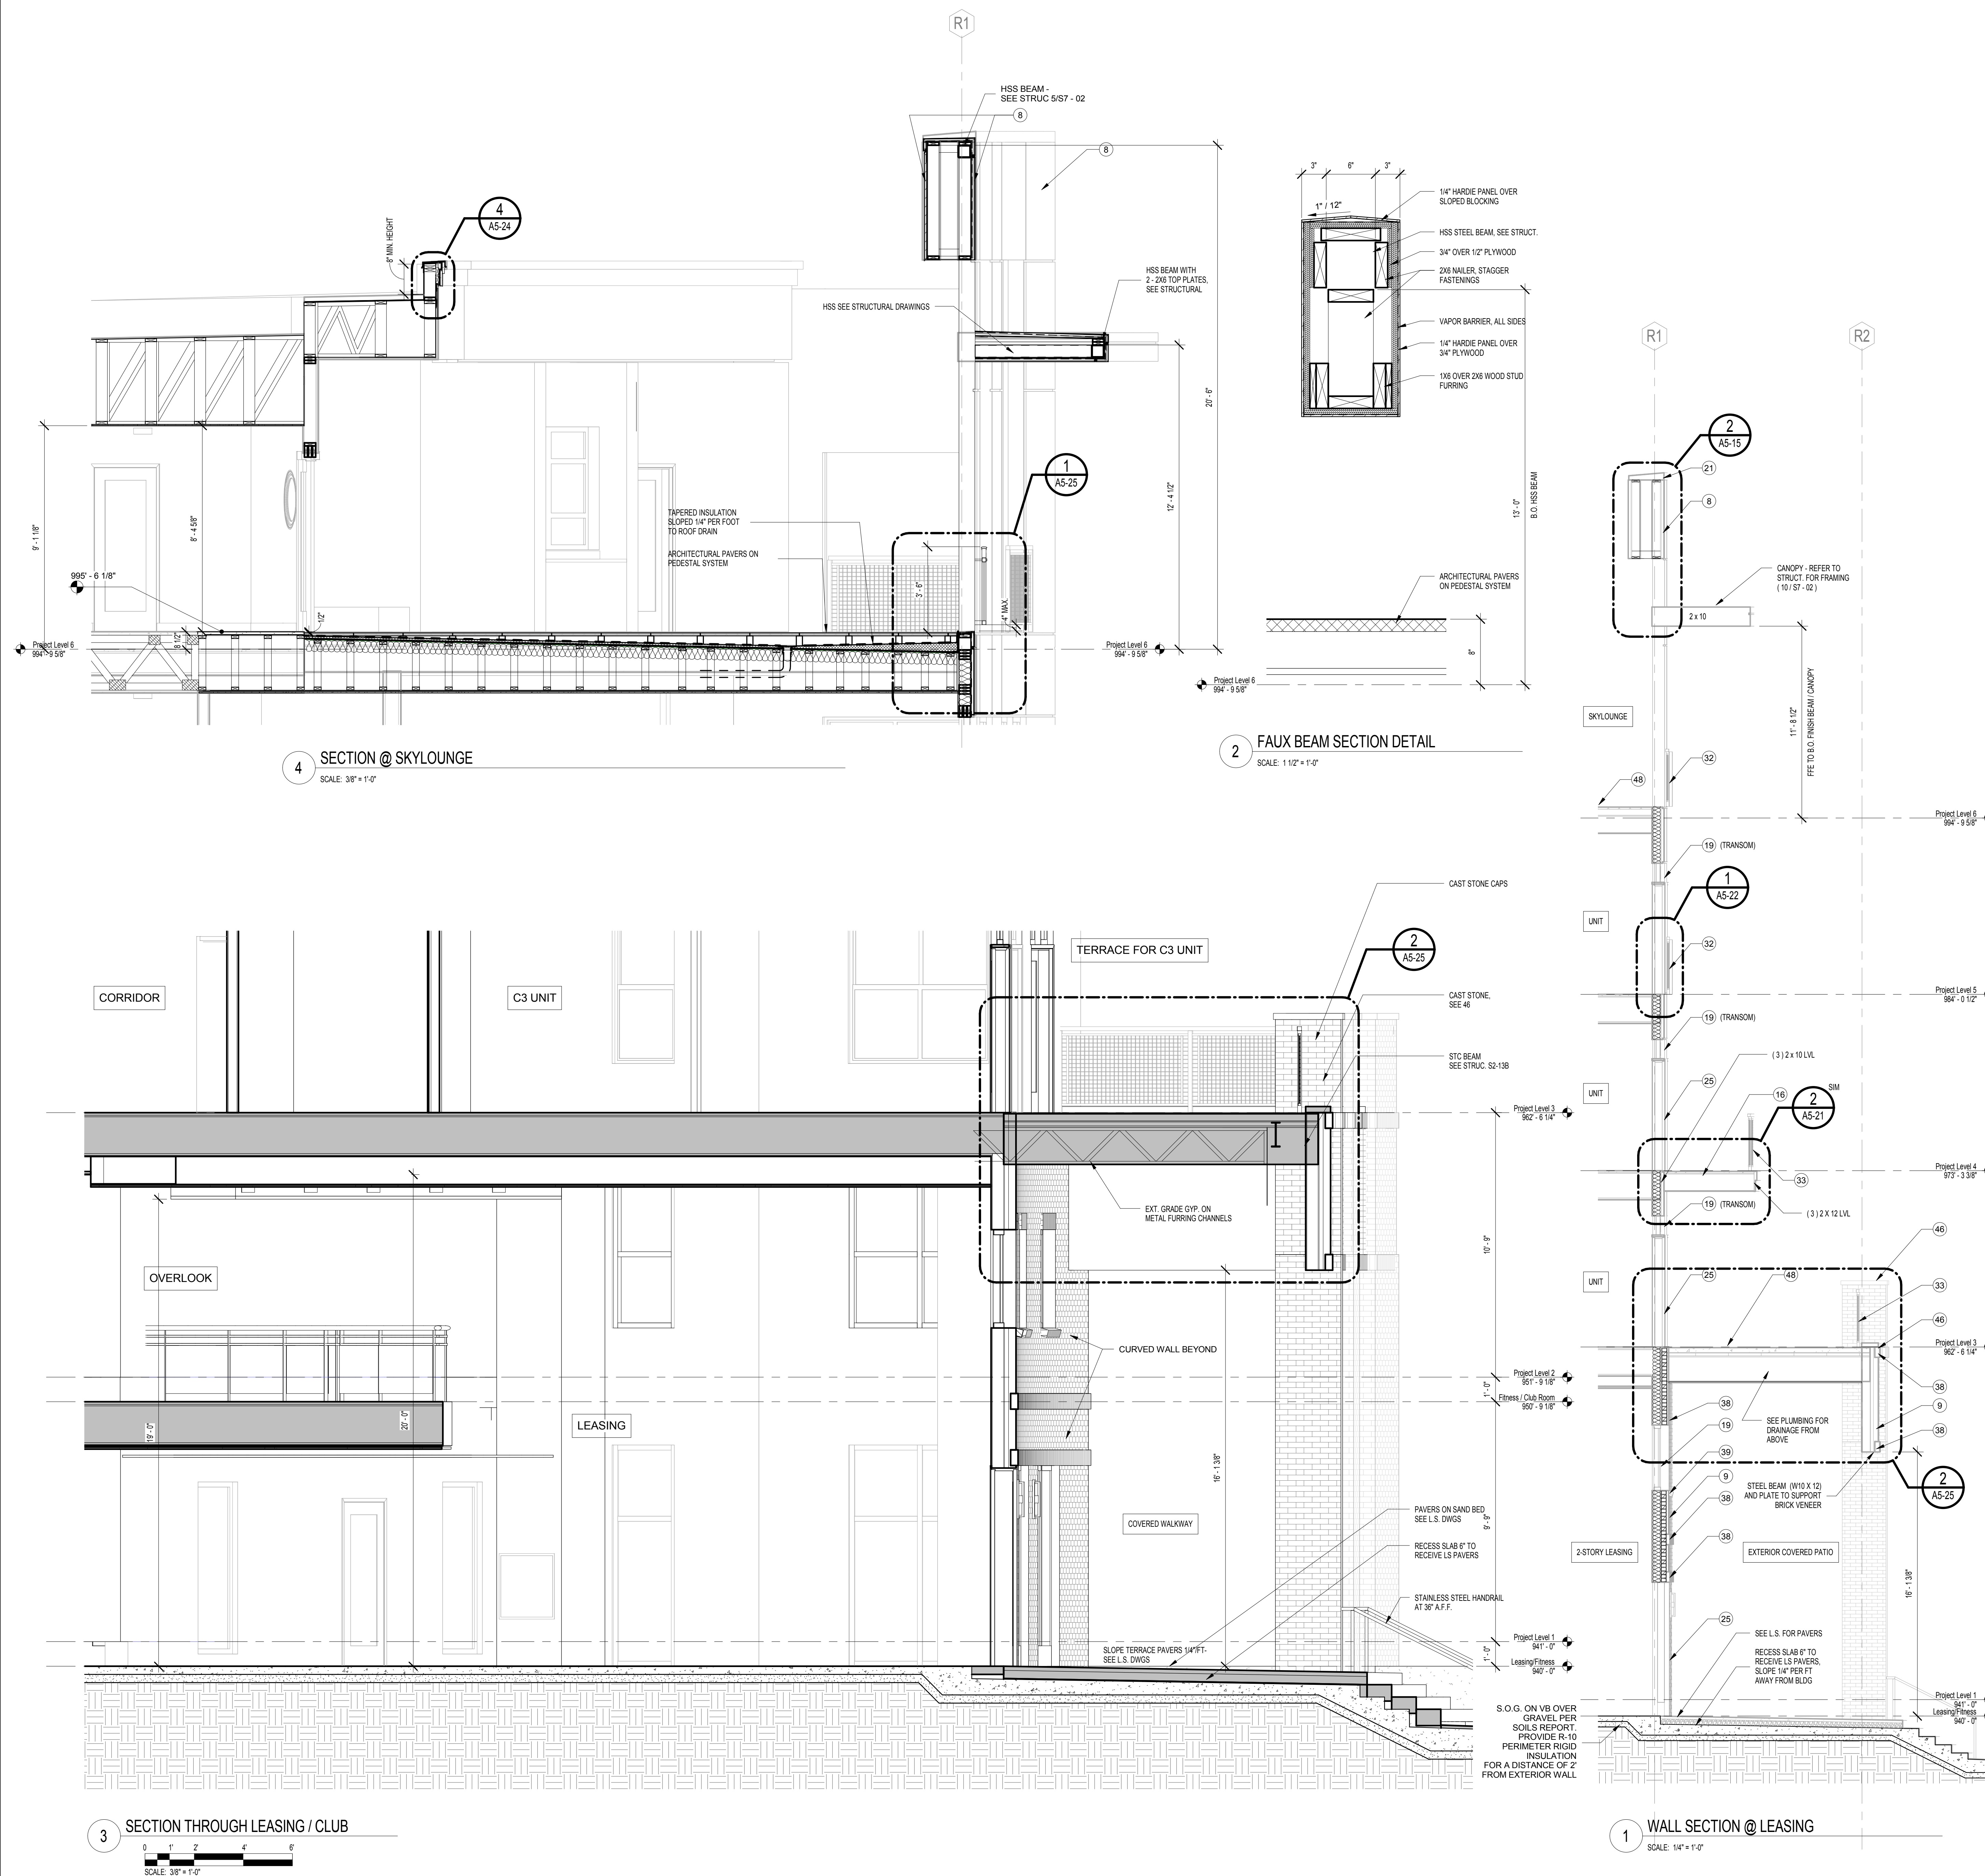 R1
HSS BEAM -
SEE STRUC 5/S7 - 02
8
8
4
A5-24
8" MIN. HEIGHT
HSS BEAM WITH
2 - 2X6 TOP PLATES,
SEE STRUCTURAL
HSS SEE STRUCTURAL DRAWINGS
20' - 6"
12' - 4 1/2"
1
A5-25
TAPERED INSULATION
SLOPED 1/4" PER FOOT
TO ROOF DRAIN
ARCHITECTURAL PAVERS ON
PEDESTAL SYSTEM
9' - 1 1/8"
8' - 4 5/8"
995' - 6 1/8"
3' - 6"
4" MAX.
1/2"
8 1/2"
Project Level 6
994' - 9 5/8"
Project Level 6
994' - 9 5/8"
4
SECTION @ SKYLOUNGE
SCALE: 3/8" = 1'-0"
3"
6"
3"
1" / 12"
1/4" HARDIE PANEL OVER
SLOPED BLOCKING
HSS STEEL BEAM, SEE STRUCT.
3/4" OVER 1/2" PLYWOOD
2X6 NAILER, STAGGER
FASTENINGS
VAPOR BARRIER, ALL SIDES
1/4" HARDIE PANEL OVER
3/4" PLYWOOD
1X6 OVER 2X6 WOOD STUD
FURRING
13' - 0"
B.O. HSS BEAM
ARCHITECTURAL PAVERS
ON PEDESTAL SYSTEM
8"
Project Level 6
994' - 9 5/8"
2
FAUX BEAM SECTION DETAIL
SCALE: 1 1/2" = 1'-0"
CAST STONE CAPS
TERRACE FOR C3 UNIT
2
A5-25
CORRIDOR
C3 UNIT
CAST STONE,
SEE 46
STC BEAM
SEE STRUC. S2-13B
Project Level 3
962' - 6 1/4"
EXT. GRADE GYP. ON
METAL FURRING CHANNELS
10' - 9"
OVERLOOK
CURVED WALL BEYOND
Project Level 2
951' - 9 1/8"
1' - 0"
Fitness / Club Room
950' - 9 1/8"
19' - 0"
20' - 0"
LEASING
16' - 1 3/8"
COVERED WALKWAY
PAVERS ON SAND BED
SEE L.S. DWGS
9' - 9"
RECESS SLAB 6" TO
RECEIVE LS PAVERS
STAINLESS STEEL HANDRAIL
AT 36" A.F.F.
SLOPE TERRACE PAVERS 1/4"/FT-
SEE L.S. DWGS
Project Level 1
941' - 0"
1' - 0"
Leasing/Fitness
940' - 0"
S.O.G. ON VB OVER
GRAVEL PER
SOILS REPORT.
PROVIDE R-10
PERIMETER RIGID
INSULATION
FOR A DISTANCE OF 2'
FROM EXTERIOR WALL
3
SECTION THROUGH LEASING / CLUB
0 1' 2' 4' 6'
SCALE: 3/8" = 1'-0"
R1
R2
2
A5-15
21
8
CANOPY - REFER TO
STRUCT. FOR FRAMING
( 10 / S7 - 02 )
2 x 10
SKYLOUNGE
11' - 8 1/2"
FFE TO B.O. FINISH BEAM / CANOPY
32
48
Project Level 6
994' - 9 5/8"
19 (TRANSOM)
1
A5-22
UNIT
32
Project Level 5
984' - 0 1/2"
19 (TRANSOM)
( 3 ) 2 x 10 LVL
25
UNIT
16
2
A5-21
SIM
Project Level 4
973' - 3 3/8"
33
19 (TRANSOM)
( 3 ) 2 X 12 LVL
46
UNIT
25
48
33
46
Project Level 3
962' - 6 1/4"
38
38
9
SEE PLUMBING FOR
DRAINAGE FROM
ABOVE
19
38
39
9
2
A5-25
STEEL BEAM (W10 X 12)
AND PLATE TO SUPPORT
BRICK VENEER
38
38
2-STORY LEASING
EXTERIOR COVERED PATIO
16' - 1 3/8"
25
SEE L.S. FOR PAVERS
RECESS SLAB 6" TO
RECEIVE LS PAVERS,
SLOPE 1/4" PER FT
AWAY FROM BLDG
Project Level 1
941' - 0"
Leasing/Fitness
940' - 0"
1
WALL SECTION @ LEASING
SCALE: 1/4" = 1'-0"